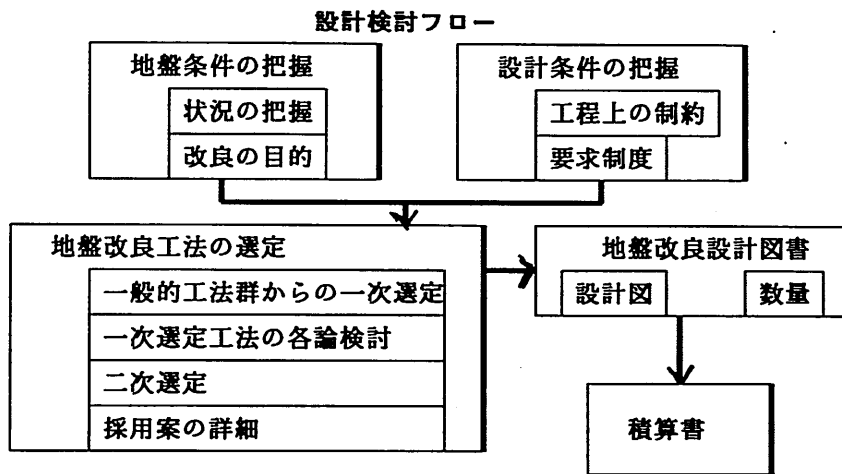 設計検討フロー
地盤条件の把握
状況の把握
改良の目的
設計条件の把握
工程上の制約
要求制度
地盤改良工法の選定
一般的工法群からの一次選定
一次選定工法の各論検討
二次選定
採用案の詳細
地盤改良設計図書
設計図
数量
積算書